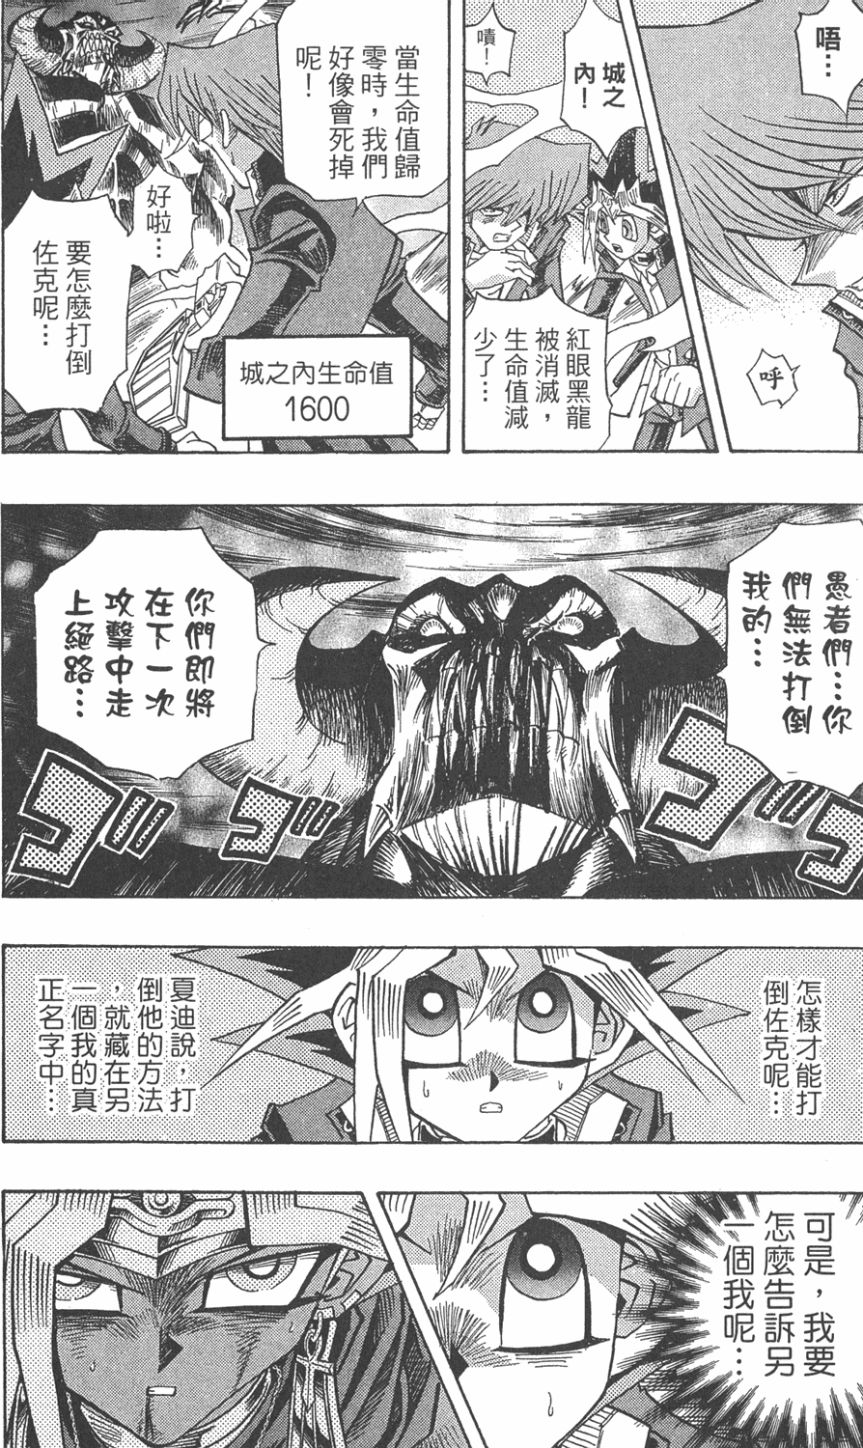 唔…
呼
城之
內！
嘖！
紅眼黑龍
被消滅，
生命值減
少了…
當生命值歸
零時，我們
好像會死掉
呢！
好啦…
要怎麼打倒
佐克呢…
城之內生命值
1600
愚者們…你
們無法打倒
我的…
你們即將
在下一次
攻擊中走
上絕路…
ゴゴゴゴ
怎樣才能打
倒佐克呢…
夏迪說，打
倒他的方法
，就藏在另
一個我的真
正名字中…
可是，我要
怎麼告訴另
一個我呢…